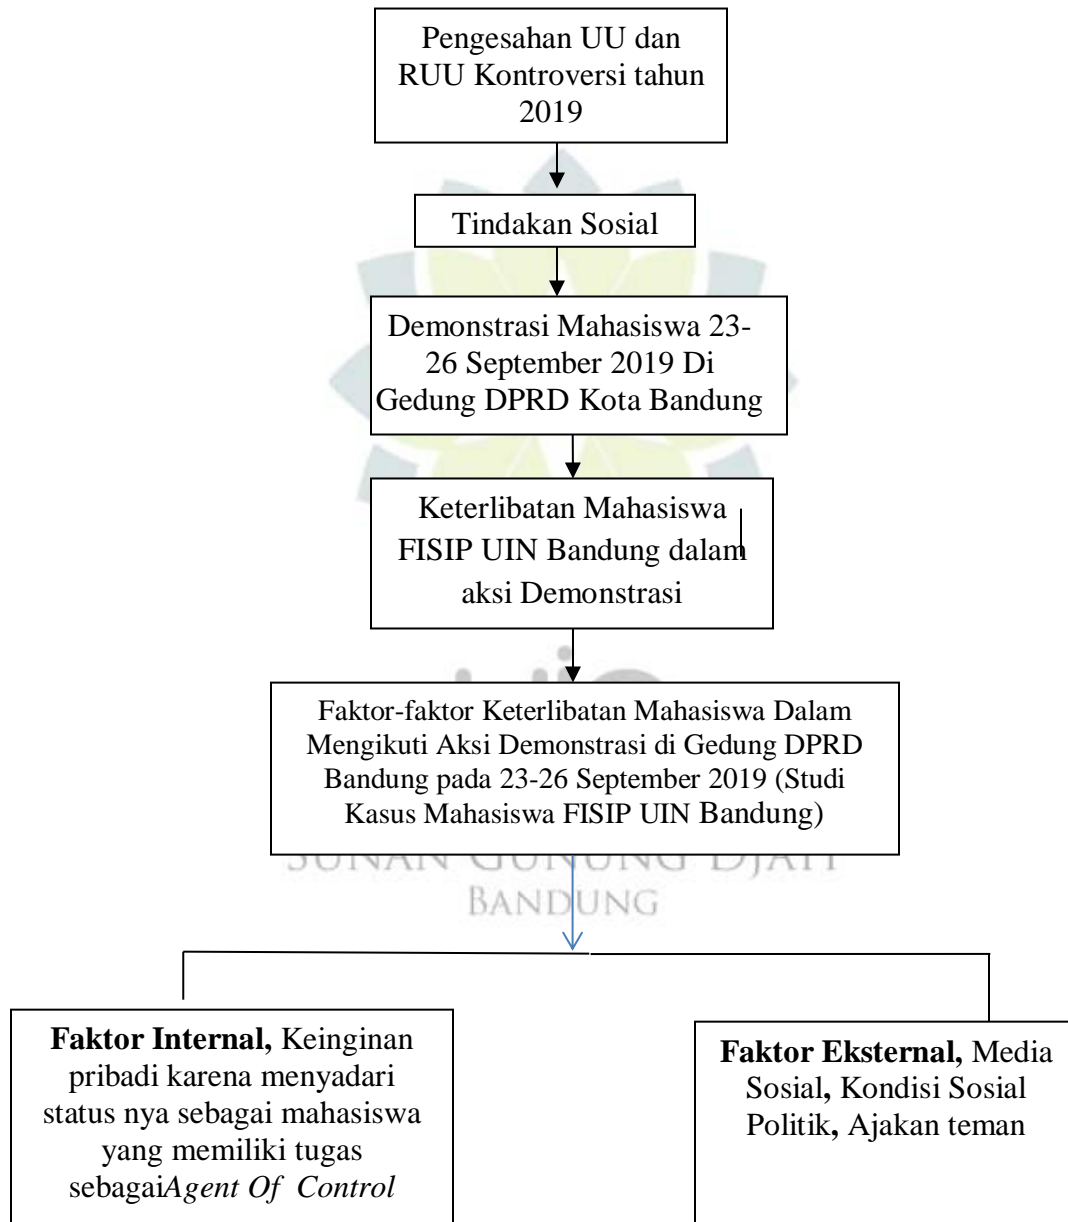 Pengesahan UU dan
RUU Kontroversi tahun
2019
Tindakan Sosial
Demonstrasi Mahasiswa 23-
26 September 2019 Di
Gedung DPRD Kota Bandung
Keterlibatan Mahasiswa
FISIP UIN Bandung dalam
aksi Demonstrasi
Faktor-faktor Keterlibatan Mahasiswa Dalam
Mengikuti Aksi Demonstrasi di Gedung DPRD
Bandung pada 23-26 September 2019 (Studi
Kasus Mahasiswa FISIP UIN Bandung)
SUNAN GUNUNG DJATI
BANDUNG
Faktor Internal, Keinginan
pribadi karena menyadari
status nya sebagai mahasiswa
yang memiliki tugas
sebagaiAgent Of Control
Faktor Eksternal, Media
Sosial, Kondisi Sosial
Politik, Ajakan teman